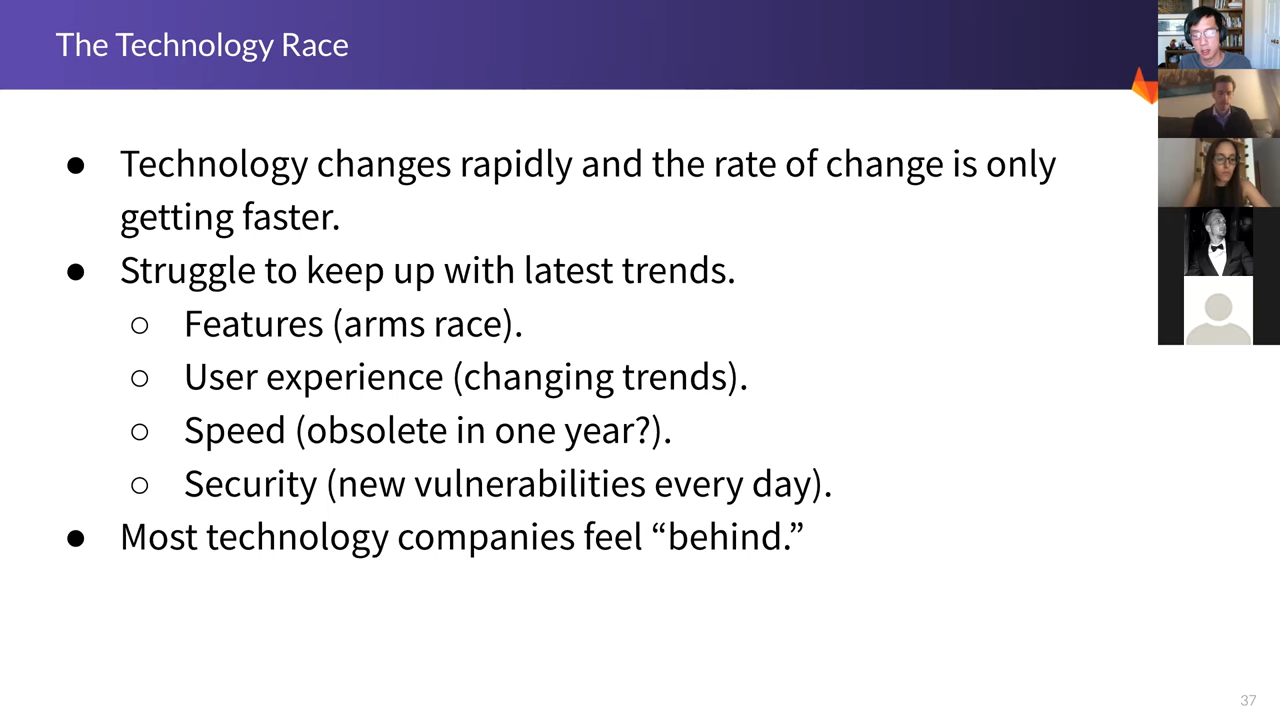 The Technology Race
● Technology changes rapidly and the rate of change is only
getting faster.
● Struggle to keep up with latest trends.
○ Features (arms race).
○ User experience (changing trends).
○ Speed (obsolete in one year?).
○ Security (new vulnerabilities every day).
● Most technology companies feel “behind.”
37